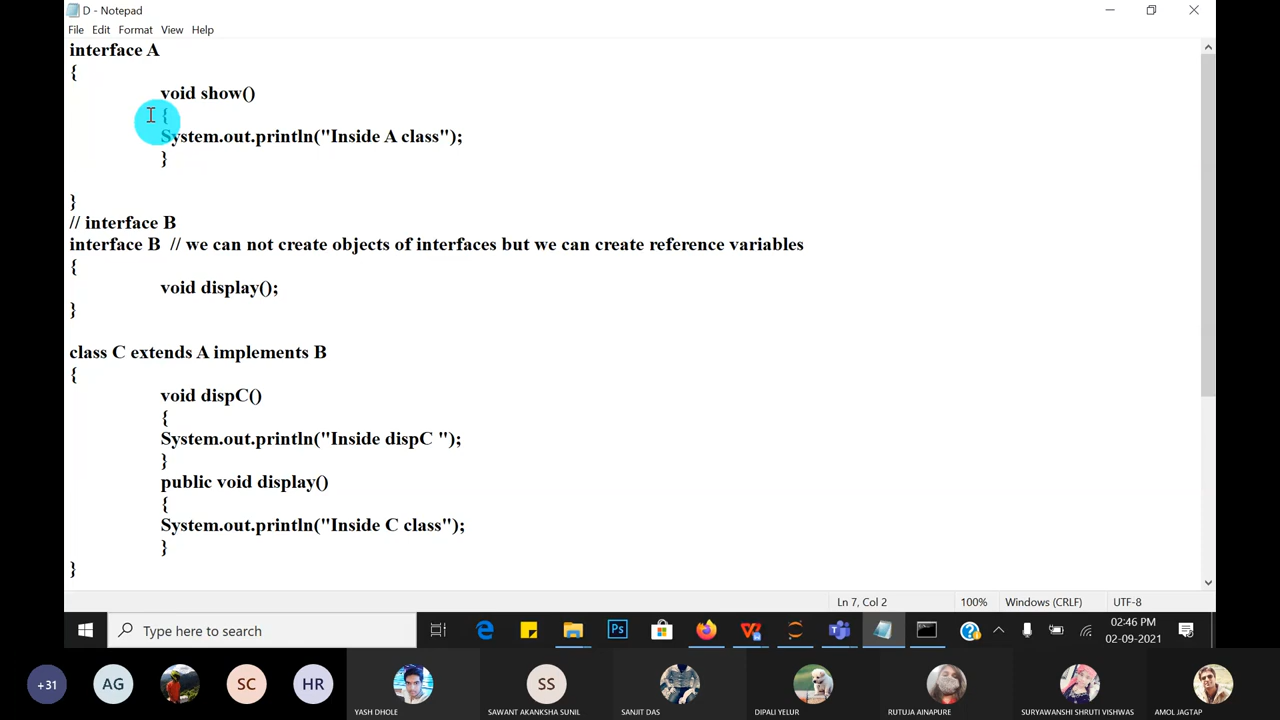 D - Notepad
File Edit Format View Help
interface A
{
void show()
{
System.out.println("Inside A class");
}
}
// interface B
interface B // we can not create objects of interfaces but we can create reference variables
{
void display();
}
class C extends A implements B
{
void dispC()
{
System.out.println("Inside dispC ");
}
public void display()
{
System.out.println("Inside C class");
}
}
Ln 7, Col 2 100% Windows (CRLF) UTF-8
Type here to search
Ps
02:46 PM
02-09-2021
+31 AG SC HR SS
YASH DHOLE SAWANT AKANKSHA SUNIL SANJIT DAS DIPALI YELUR RUTUJA AINAPURE SURYAWANSHI SHRUTI VISHWAS AMOL JAGTAP